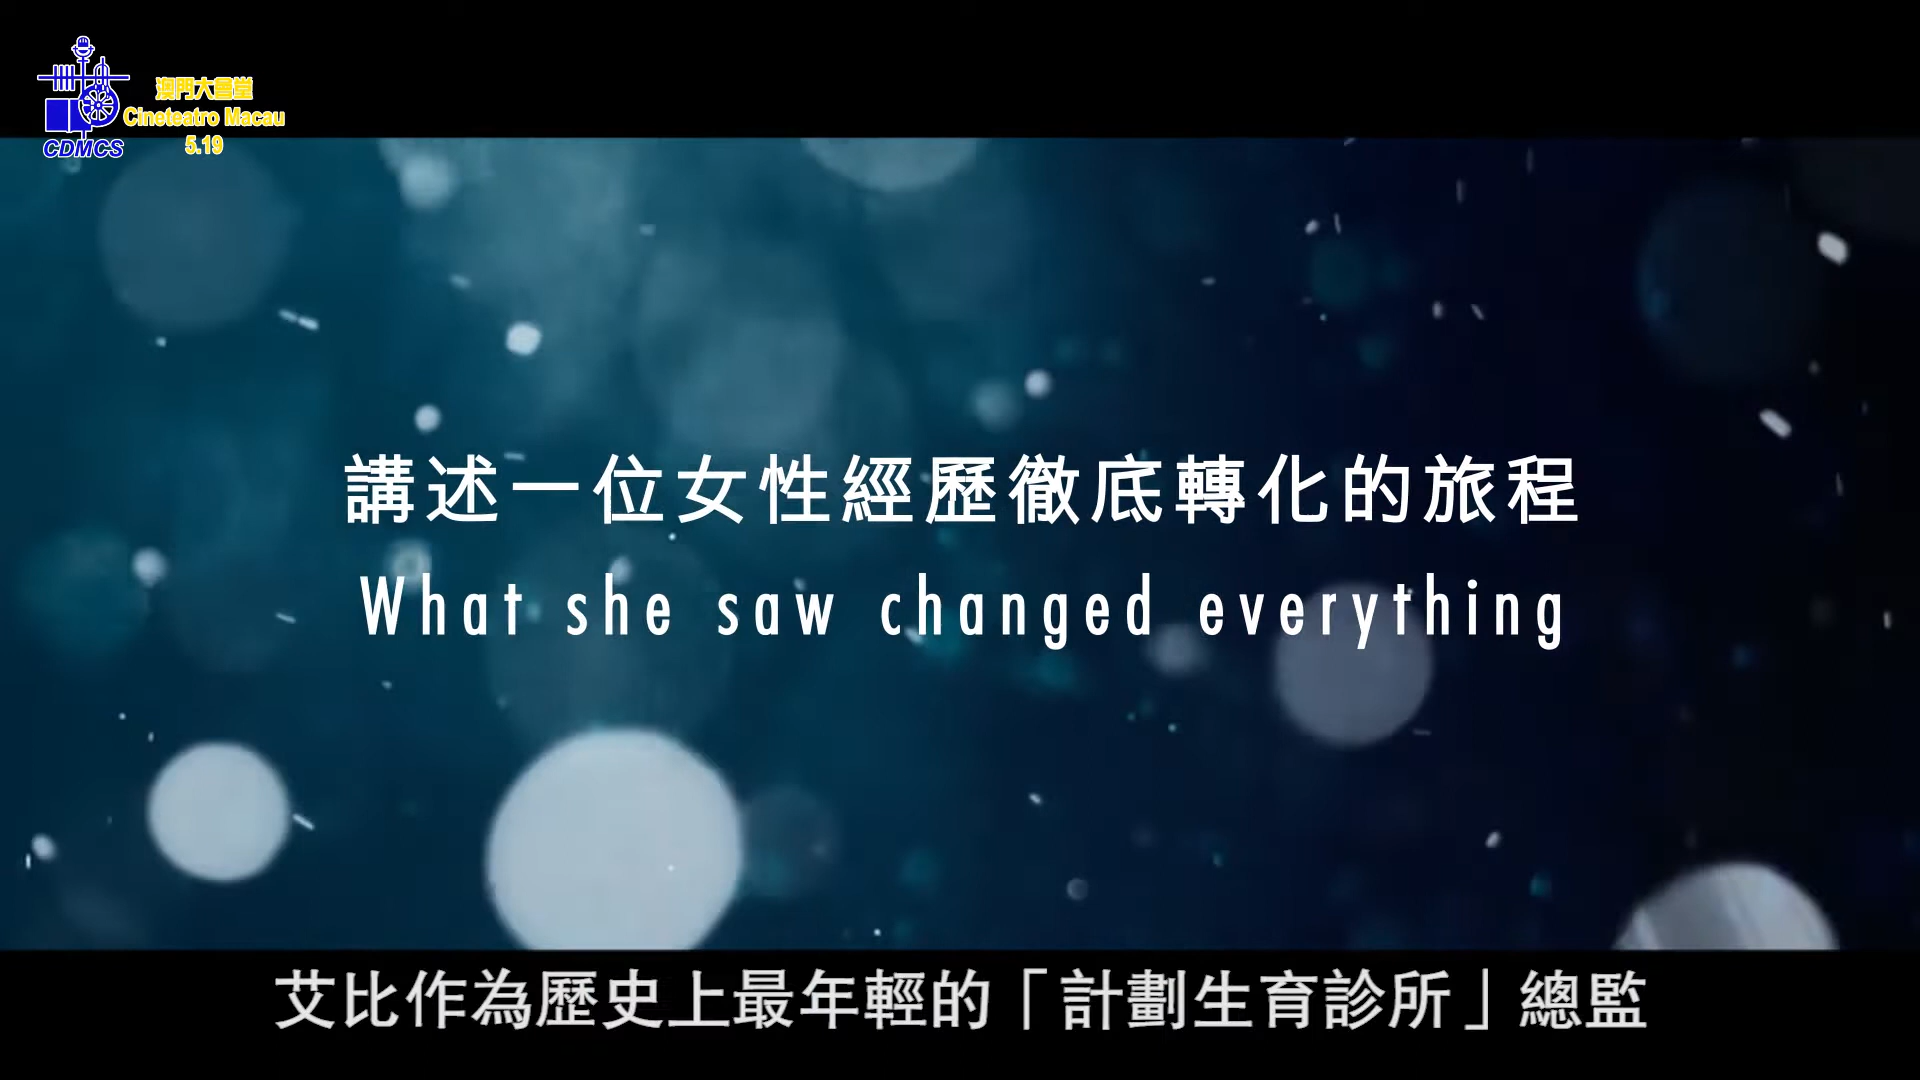 澳門大會堂
Cineteatro Macau
5.19
CDMCS
講述一位女性經歷徹底轉化的旅程
What she saw changed everything
艾比作為歷史上最年輕的「計劃生育診所」總監